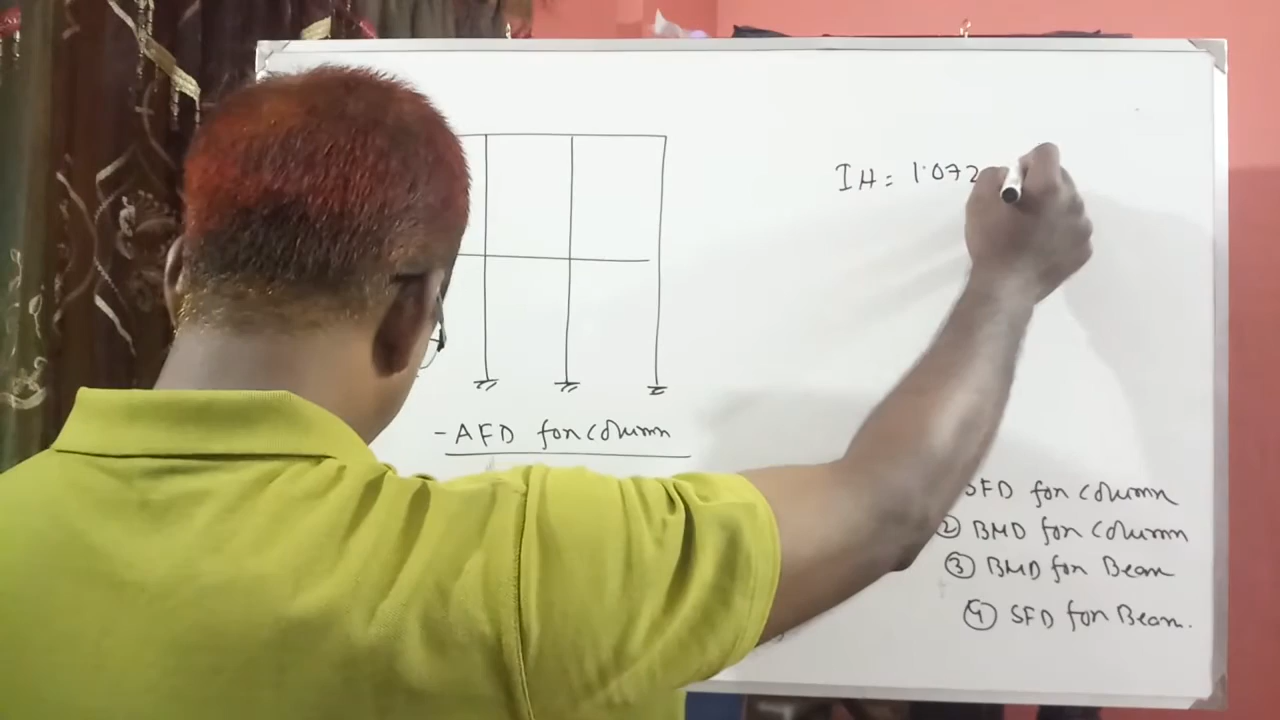 IH = 1.072
- AFD for column
SFD for column
② BMD for column
③ BMD for Beam
④ SFD for Beam.